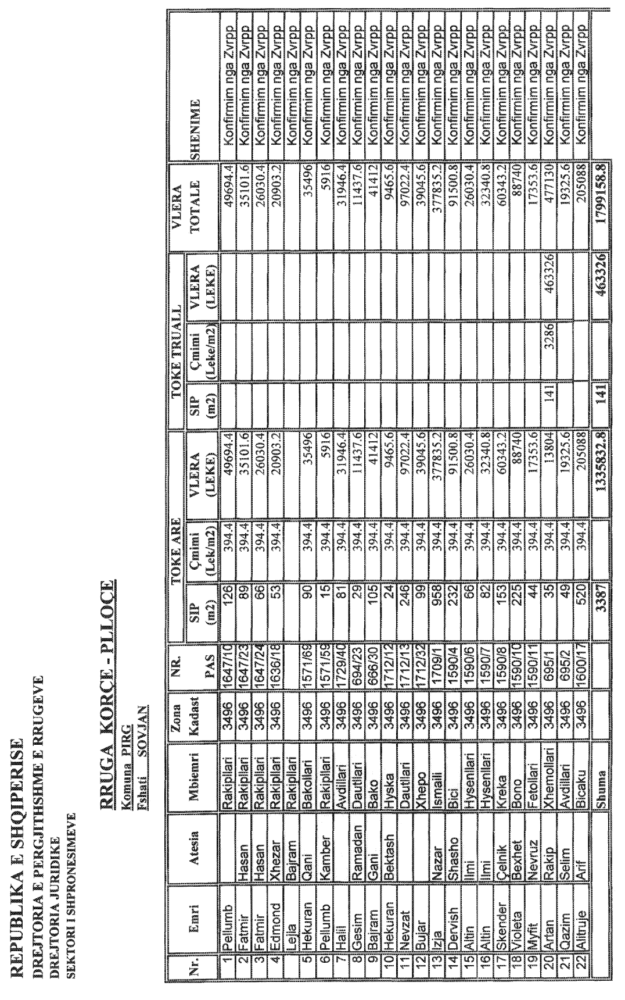 REPUBLIKA E SHQIPERISE
DREJTORIA E PERGJITHSHME E RRUGEVE
DREJTORIA JURIDIKE
SEKTORI I SHPRONESIMEVE
RRUGA KORÇE - PLLOÇE
Komuna PIRG
Fshati SOVJAN
TOKE ARE TOKE TRUALL
Nr. Emri Atesia Mbiemri Zona Kadast NR. PAS SIP (m2) Çmimi (Lek/m2) VLERA (LEKE) SIP (m2) Çmimi (Leke/m2) VLERA (LEKE) VLERA TOTALE SHENIME
1 Pellumb Rakipllari 3496 1647/10 126 394.4 49694.4 49694.4 Konfirmim nga Zvrpp
2 Fatmir Hasan Rakipllari 3496 1647/23 89 394.4 35101.6 35101.6 Konfirmim nga Zvrpp
3 Fatmir Hasan Rakipllari 3496 1647/24 66 394.4 26030.4 26030.4 Konfirmim nga Zvrpp
4 Edmond Xhezar Rakipllari 3496 1636/18 53 394.4 20903.2 20903.2 Konfirmim nga Zvrpp
Lejla Bajram Rakipllari Konfirmim nga Zvrpp
5 Hekuran Qani Bakollari 3496 1571/69 90 394.4 35496 35496 Konfirmim nga Zvrpp
6 Pellumb Kamber Rakipllari 3496 1571/59 15 394.4 5916 5916 Konfirmim nga Zvrpp
7 Halil Avdillari 3496 1729/40 81 394.4 31946.4 31946.4 Konfirmim nga Zvrpp
8 Gesim Ramadan Dautllari 3496 694/23 29 394.4 11437.6 11437.6 Konfirmim nga Zvrpp
9 Bajram Gani Bako 3496 666/30 105 394.4 41412 41412 Konfirmim nga Zvrpp
10 Hekuran Bektash Hyska 3496 1712/12 24 394.4 9465.6 9465.6 Konfirmim nga Zvrpp
11 Nevzat Dautllari 3496 1712/13 246 394.4 97022.4 97022.4 Konfirmim nga Zvrpp
12 Bujar Xhepo 3496 1712/32 99 394.4 39045.6 39045.6 Konfirmim nga Zvrpp
13 Izja Nazar Ismaili 3496 1709/1 958 394.4 377835.2 377835.2 Konfirmim nga Zvrpp
14 Dervish Shasho Bici 3496 1590/4 232 394.4 91500.8 91500.8 Konfirmim nga Zvrpp
15 Altin Ilmi Hysenllari 3496 1590/6 66 394.4 26030.4 26030.4 Konfirmim nga Zvrpp
16 Altin Ilmi Hysenllari 3496 1590/7 82 394.4 32340.8 32340.8 Konfirmim nga Zvrpp
17 Skender Çelnik Kreka 3496 1590/8 153 394.4 60343.2 60343.2 Konfirmim nga Zvrpp
18 Violeta Bexhet Bono 3496 1590/10 225 394.4 88740 88740 Konfirmim nga Zvrpp
19 Myfit Nevruz Fetollari 3496 1590/11 44 394.4 17353.6 17353.6 Konfirmim nga Zvrpp
20 Artan Rakip Xhemollari 3496 695/1 35 394.4 13804 141 3286 463326 477130 Konfirmim nga Zvrpp
21 Qazim Selim Avdillari 3496 695/2 49 394.4 19325.6 19325.6 Konfirmim nga Zvrpp
22 Alitruje Arif Bicaku 3496 1600/17 520 394.4 205088 205088 Konfirmim nga Zvrpp
Shuma 3387 1335832.8 141 463326 1799158.8